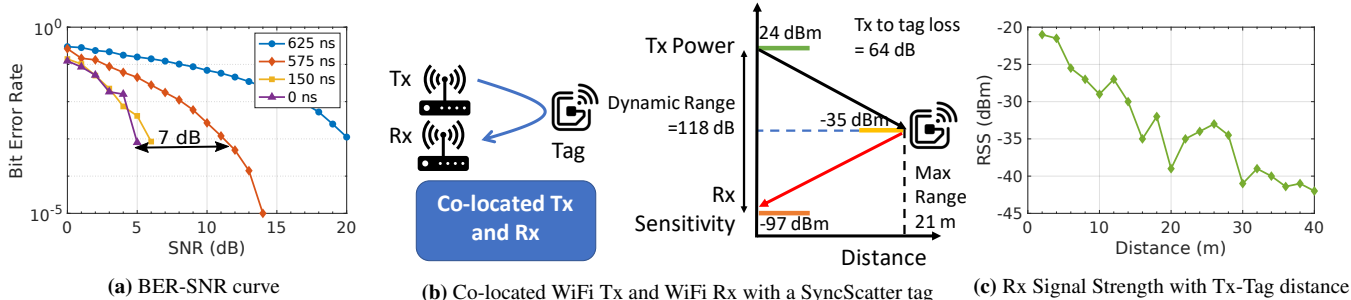 10^0
10^-5
Bit Error Rate
0 5 10 15 20
SNR (dB)
625 ns
575 ns
150 ns
0 ns
7 dB
(a) BER-SNR curve
Tx
Rx
Tag
Co-located Tx
and Rx
24 dBm
Tx Power
Tx to tag loss
= 64 dB
Dynamic Range
=118 dB
-35 dBm
Rx
Sensitivity
-97 dBm
Max
Range
21 m
Distance
(b) Co-located WiFi Tx and WiFi Rx with a SyncScatter tag
-20
-25
-30
-35
-40
-45
RSS (dBm)
0 10 20 30 40
Distance (m)
(c) Rx Signal Strength with Tx-Tag distance